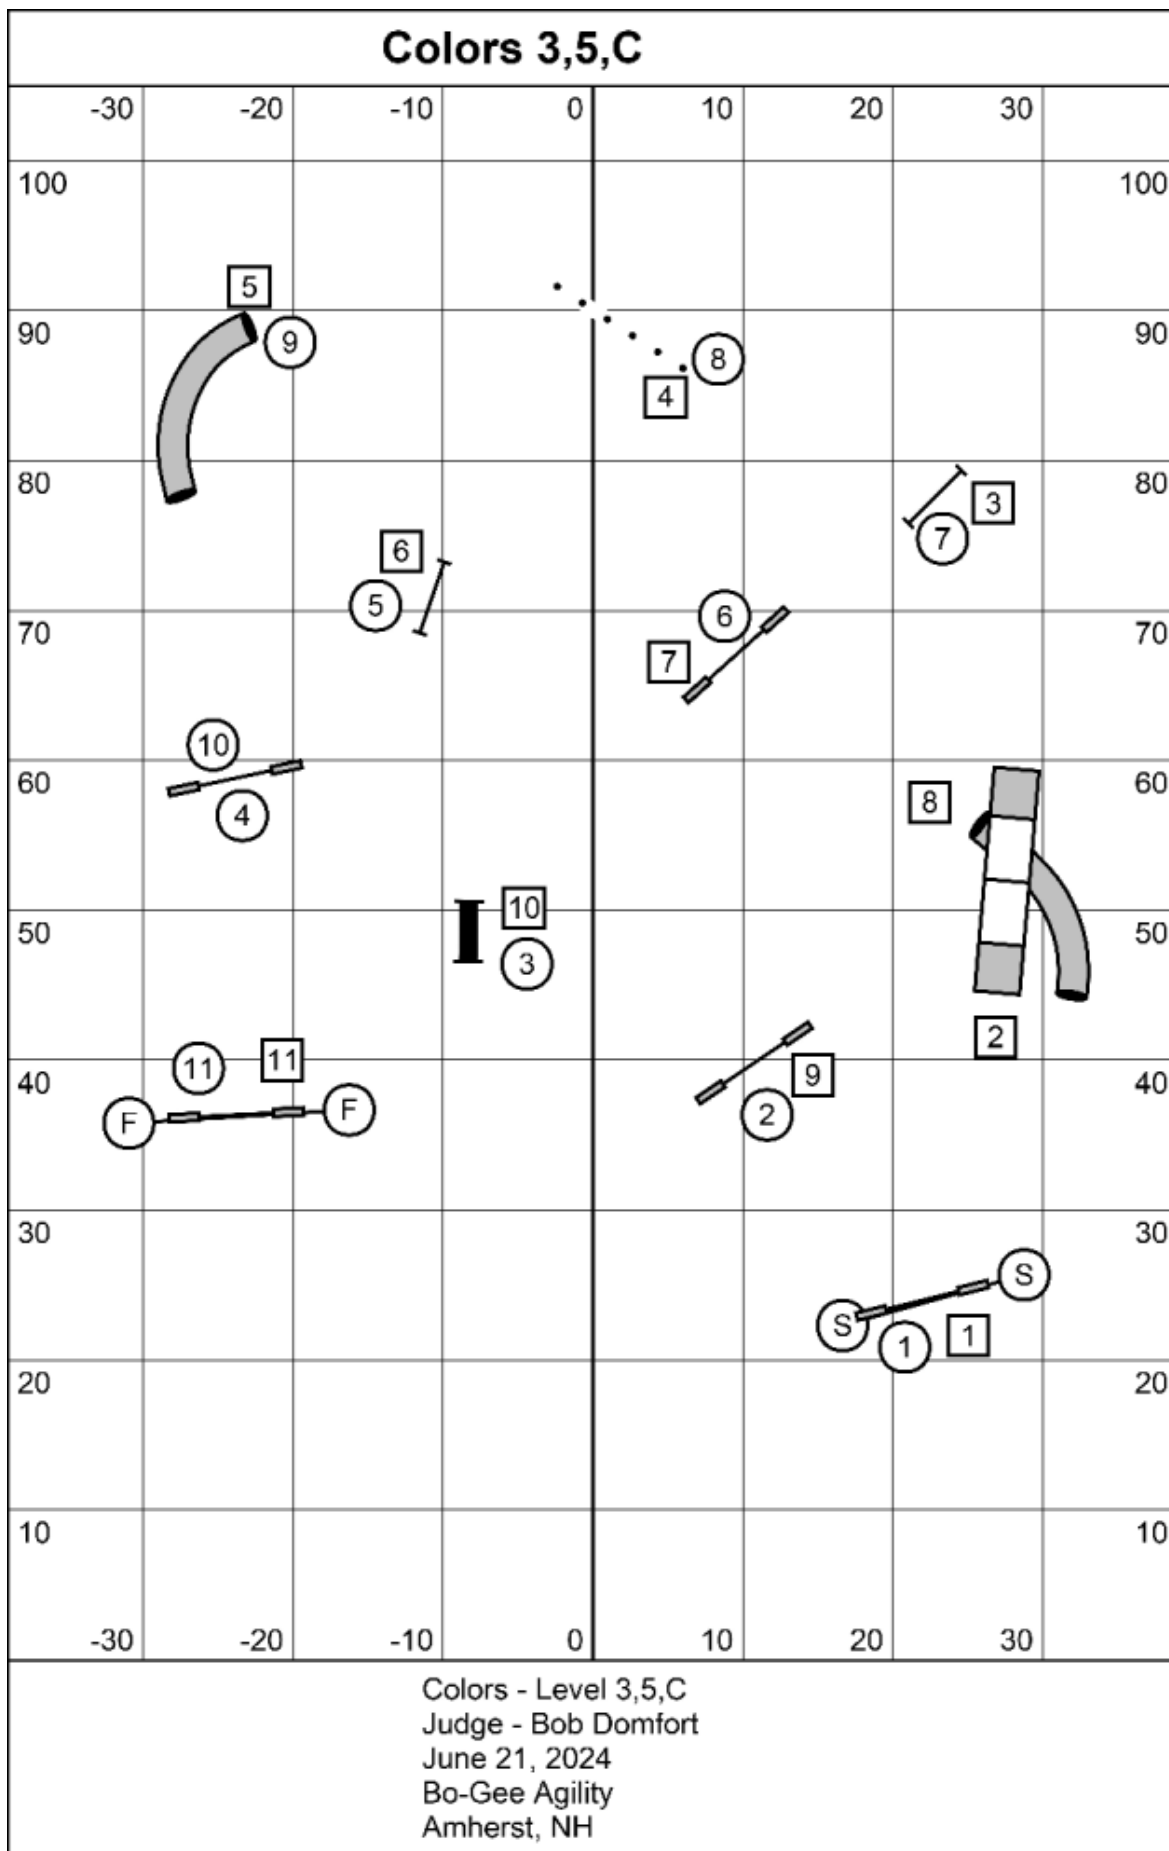 Colors 3,5,C
-30 -20 -10 0 10 20 30
100 100
5
90 9 90
8
4
80 3 80
7
6
5 6
70 7 70
10
60 8 60
4
10
50 3 50
2
11 11 9
40 40
F F 2
30 30
S
S 1 1
20 20
10 10
-30 -20 -10 0 10 20 30
Colors - Level 3,5,C
Judge - Bob Domfort
June 21, 2024
Bo-Gee Agility
Amherst, NH